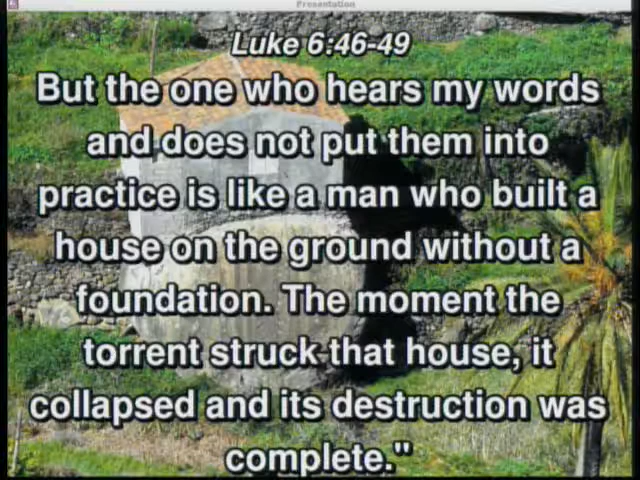 Presentation
Luke 6:46-49
But the one who hears my words
and does not put them into
practice is like a man who built a
house on the ground without a
foundation. The moment the
torrent struck that house, it
collapsed and its destruction was
complete."